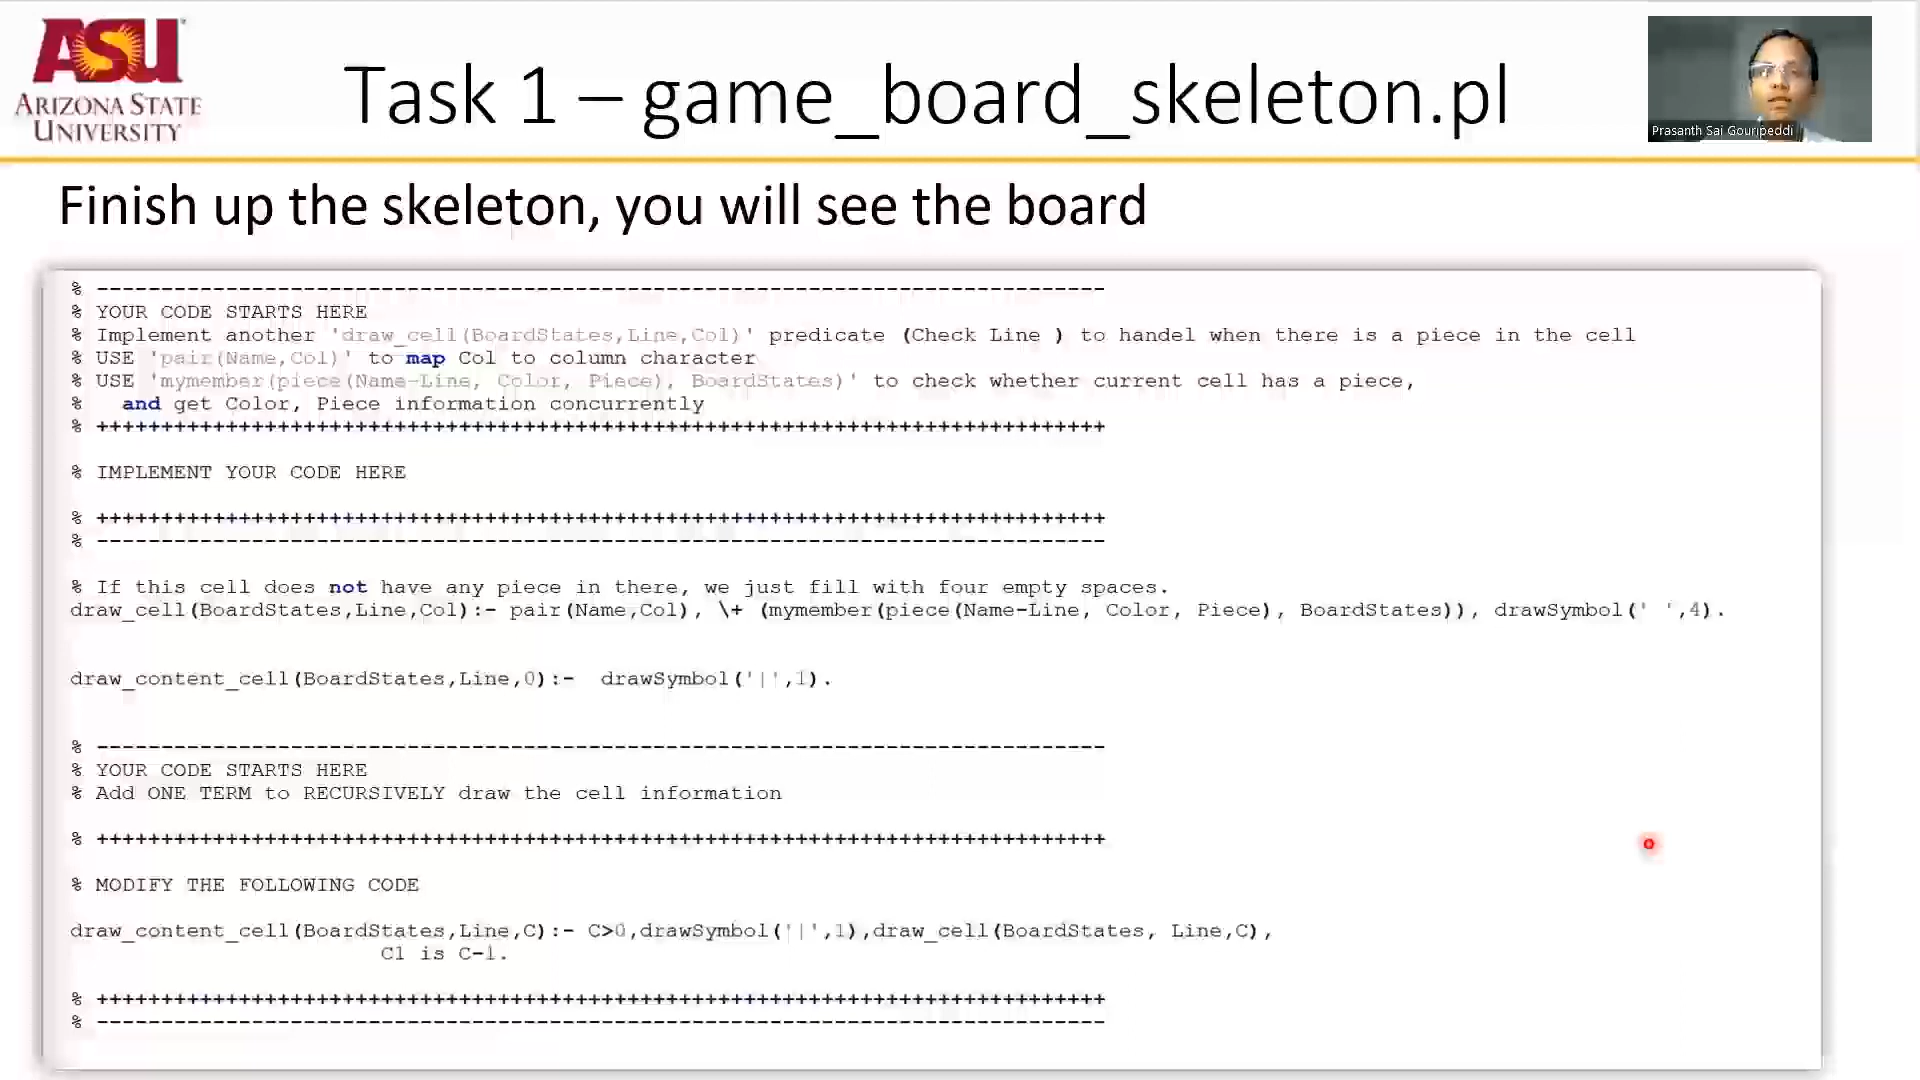 ASU
ARIZONA STATE
UNIVERSITY
Task 1 – game_board_skeleton.pl
Prasanth Sai Gouripeddi
Finish up the skeleton, you will see the board
% ------------------------------------------------------------------------------
% YOUR CODE STARTS HERE
% Implement another 'draw_cell(BoardStates,Line,Col)' predicate (Check Line ) to handel when there is a piece in the cell
% USE 'pair(Name,Col)' to map Col to column character
% USE 'mymember(piece(Name-Line, Color, Piece), BoardStates)' to check whether current cell has a piece,
%   and get Color, Piece information concurrently
% ++++++++++++++++++++++++++++++++++++++++++++++++++++++++++++++++++++++++++++++
% IMPLEMENT YOUR CODE HERE
% ++++++++++++++++++++++++++++++++++++++++++++++++++++++++++++++++++++++++++++++
% ------------------------------------------------------------------------------
% If this cell does not have any piece in there, we just fill with four empty spaces.
draw_cell(BoardStates,Line,Col):- pair(Name,Col), \+ (mymember(piece(Name-Line, Color, Piece), BoardStates)), drawSymbol(' ',4).
draw_content_cell(BoardStates,Line,0):-  drawSymbol('|',1).
% ------------------------------------------------------------------------------
% YOUR CODE STARTS HERE
% Add ONE TERM to RECURSIVELY draw the cell information
% ++++++++++++++++++++++++++++++++++++++++++++++++++++++++++++++++++++++++++++++
% MODIFY THE FOLLOWING CODE
draw_content_cell(BoardStates,Line,C):- C>0,drawSymbol('|',1),draw_cell(BoardStates, Line,C),
C1 is C-1.
% ++++++++++++++++++++++++++++++++++++++++++++++++++++++++++++++++++++++++++++++
% ------------------------------------------------------------------------------